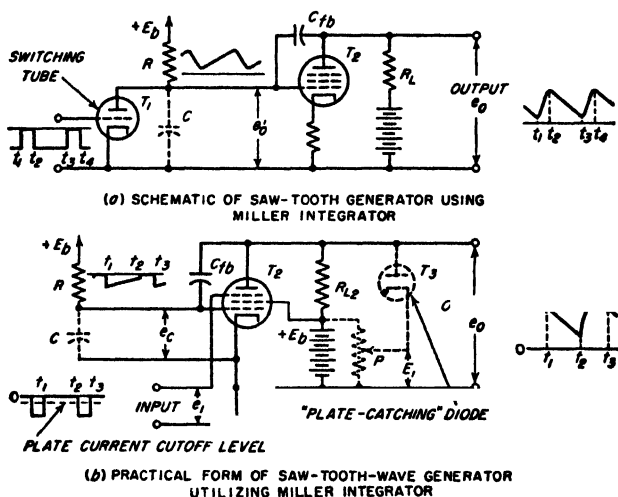 +Eb
Cfb
T2
SWITCHING
TUBE
R
T1
C
e'o
RL
OUTPUT
eo
t1 t2 t3 t4
t1 t2 t3 t4
(a) SCHEMATIC OF SAW-TOOTH GENERATOR USING
MILLER INTEGRATOR
+Eb
t1 t2 t3
Cfb
T2
T3
R
RL2
C
C
ec
+Eb
eo
P
E1
O
t1 t2 t3
t1 t2 t3
O
INPUT
e1
"PLATE-CATCHING" DIODE
PLATE CURRENT CUTOFF LEVEL
(b) PRACTICAL FORM OF SAW-TOOTH-WAVE GENERATOR
UTILIZING MILLER INTEGRATOR